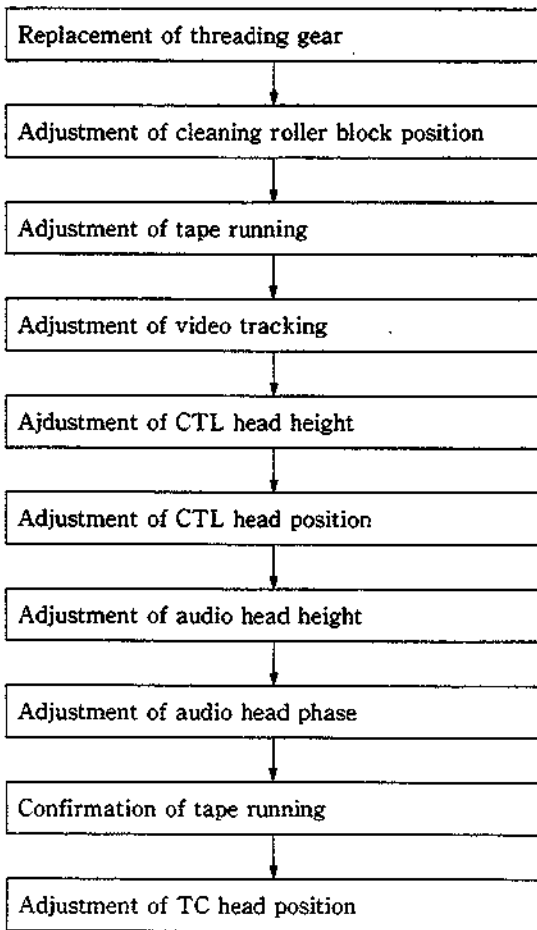 Replacement of threading gear
Adjustment of cleaning roller block position
Adjustment of tape running
Adjustment of video tracking
Ajdustment of CTL head height
Adjustment of CTL head position
Adjustment of audio head height
Adjustment of audio head phase
Confirmation of tape running
Adjustment of TC head position